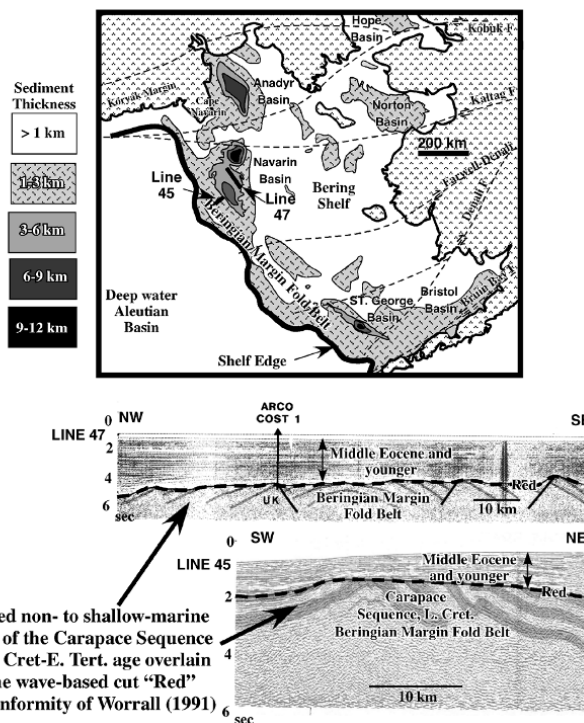 Hope
Basin
Kobuk F.
Sediment
Thickness
> 1 km
1-3 km
3-6 km
6-9 km
9-12 km
Koryak Margin
Cape
Navarin
Anadyr
Basin
Norton
Basin
Kaltag F.
200 km
Navarin
Basin
Line
45
Line
47
Bering
Shelf
Farewell-Denali
Denali F.
Beringian Margin Fold Belt
Deep water
Aleutian
Basin
ST. George
Basin
Bristol
Basin
Shelf Edge
NW
ARCO
COST 1
LINE 47
0
2
4
6
sec
Middle Eocene and
younger
UK
Beringian Margin
Fold Belt
Red
10 km
0
SW
NE
LINE 45
Middle Eocene
and younger
Red
2
Carapace
Sequence, L. Cret.
Beringian Margin Fold Belt
4
10 km
6
sec
ed non- to shallow-marine
of the Carapace Sequence
Cret-E. Tert. age overlain
ne wave-based cut “Red”
nformity of Worrall (1991)